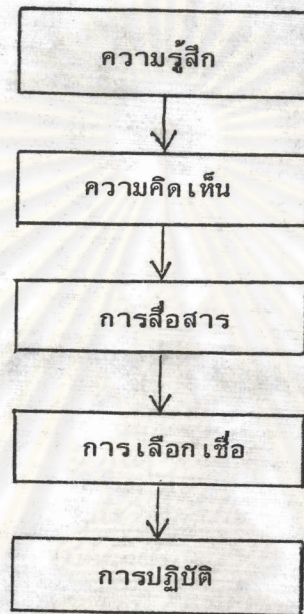 ความรู้สึก
ความคิดเห็น
การสื่อสาร
การเลือกเชื่อ
การปฏิบัติ